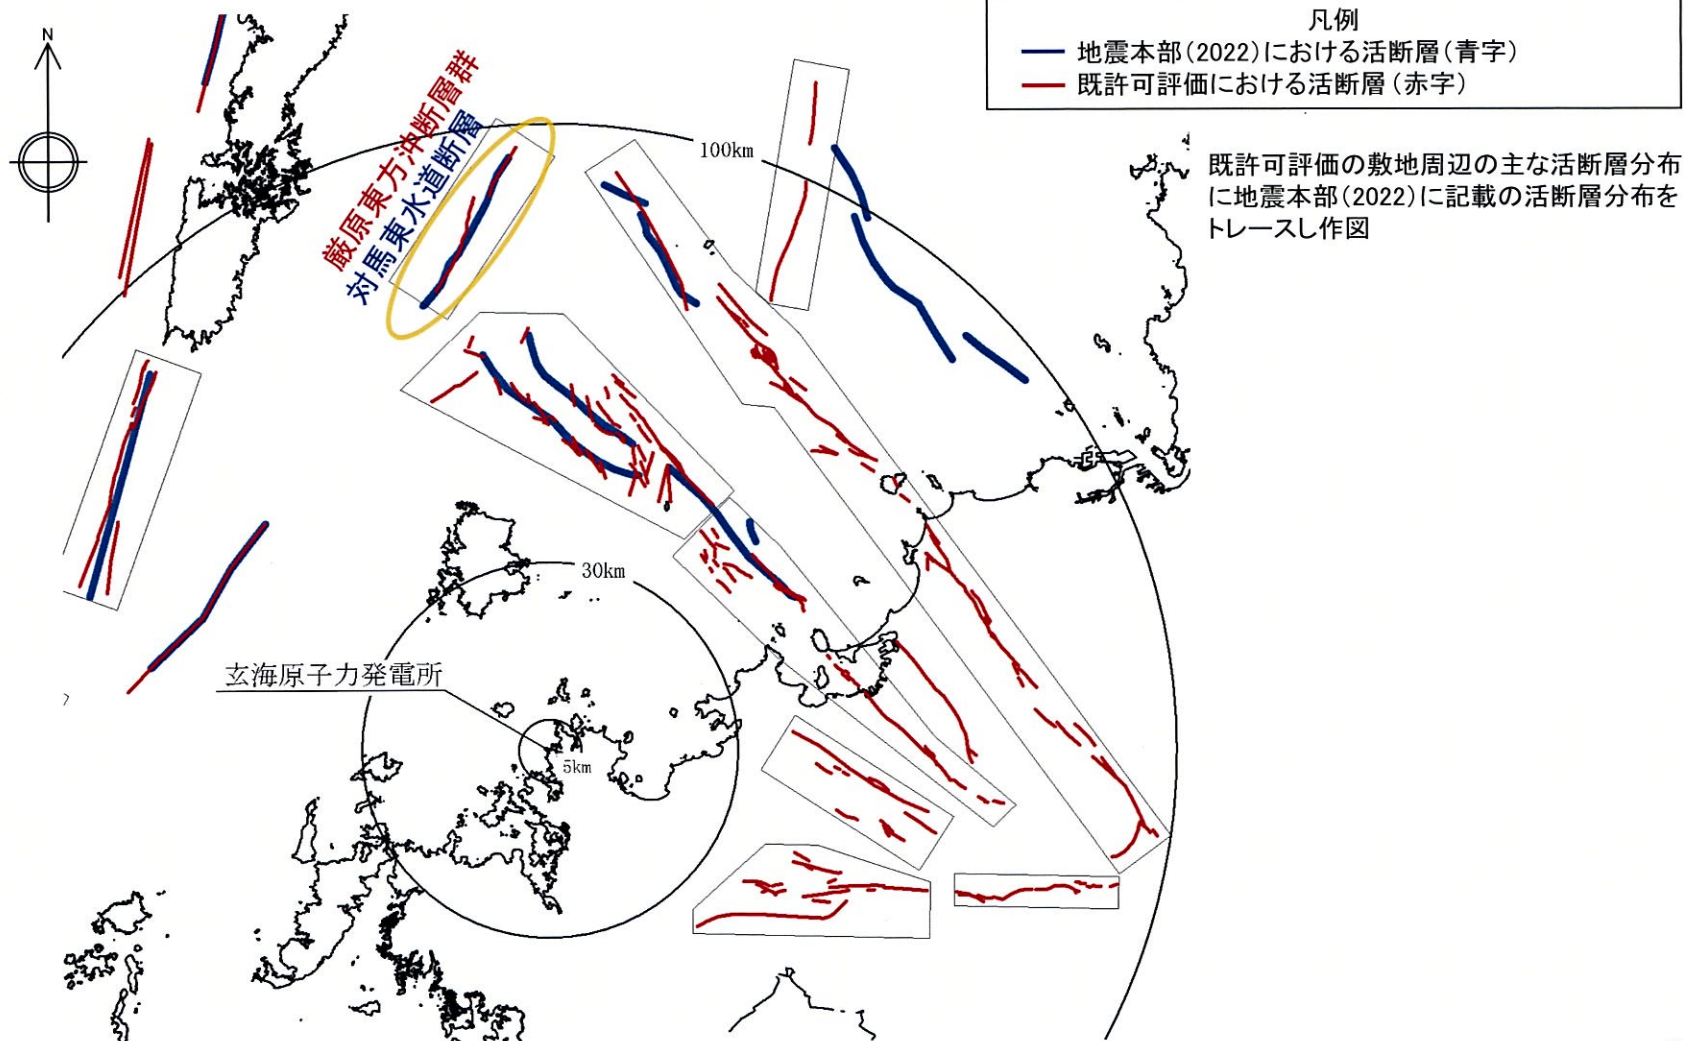 凡例
地震本部(2022)における活断層(青字)
既許可評価における活断層(赤字)
既許可評価の敷地周辺の主な活断層分布
に地震本部(2022)に記載の活断層分布を
トレースし作図
N
厳原東方沖断層群
対馬東水道断層
100km
30km
玄海原子力発電所
5km